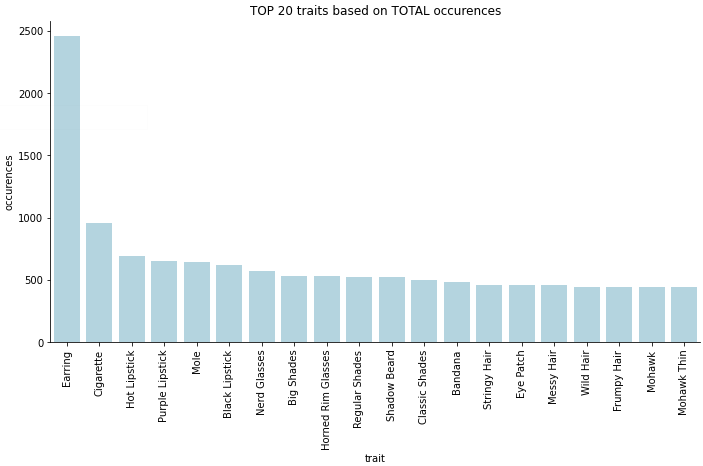 TOP 20 traits based on TOTAL occurences
occurences
2500
2000
1500
1000
500
0
Earring
Cigarette
Hot Lipstick
Purple Lipstick
Mole
Black Lipstick
Nerd Glasses
Big Shades
Horned Rim Glasses
Regular Shades
Shadow Beard
Classic Shades
Bandana
Stringy Hair
Eye Patch
Messy Hair
Wild Hair
Frumpy Hair
Mohawk
Mohawk Thin
trait